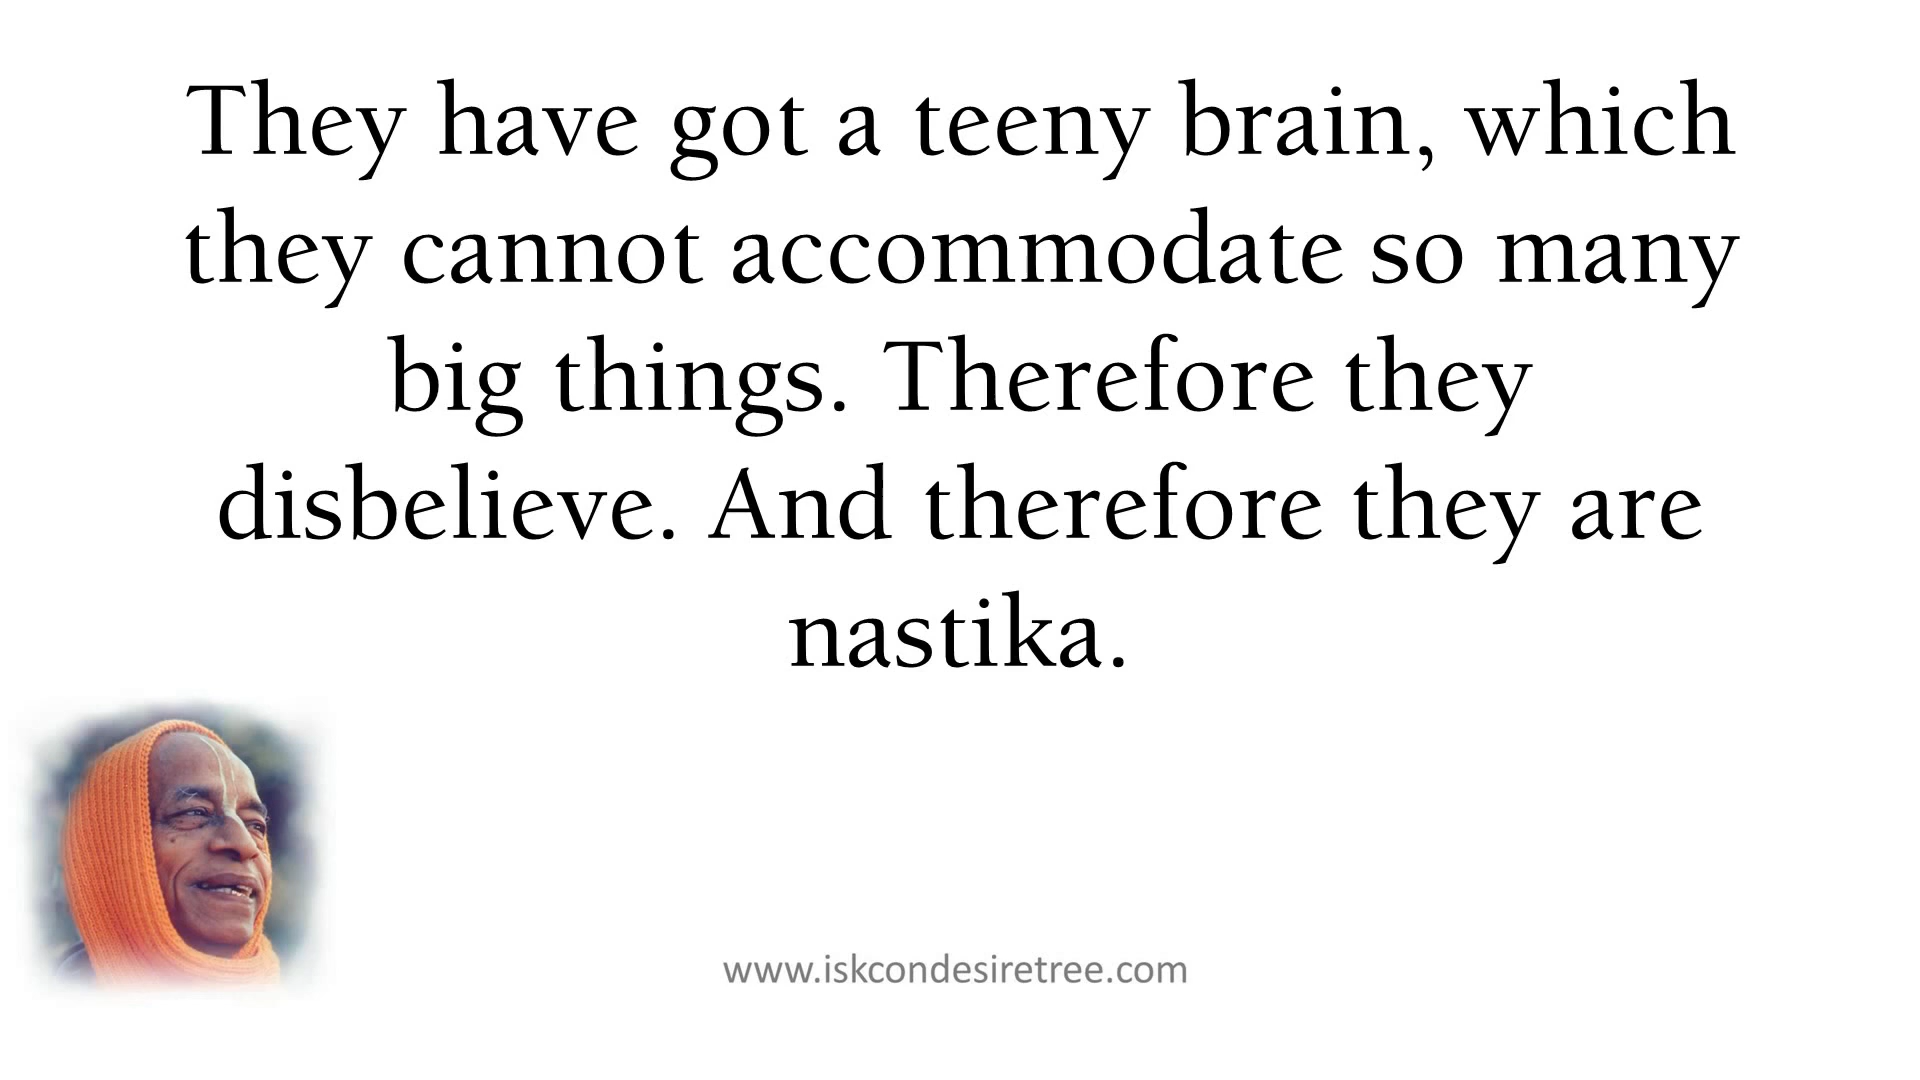 They have got a teeny brain, which
they cannot accommodate so many
big things. Therefore they
disbelieve. And therefore they are
nastika.
www.iskcondesiretree.com